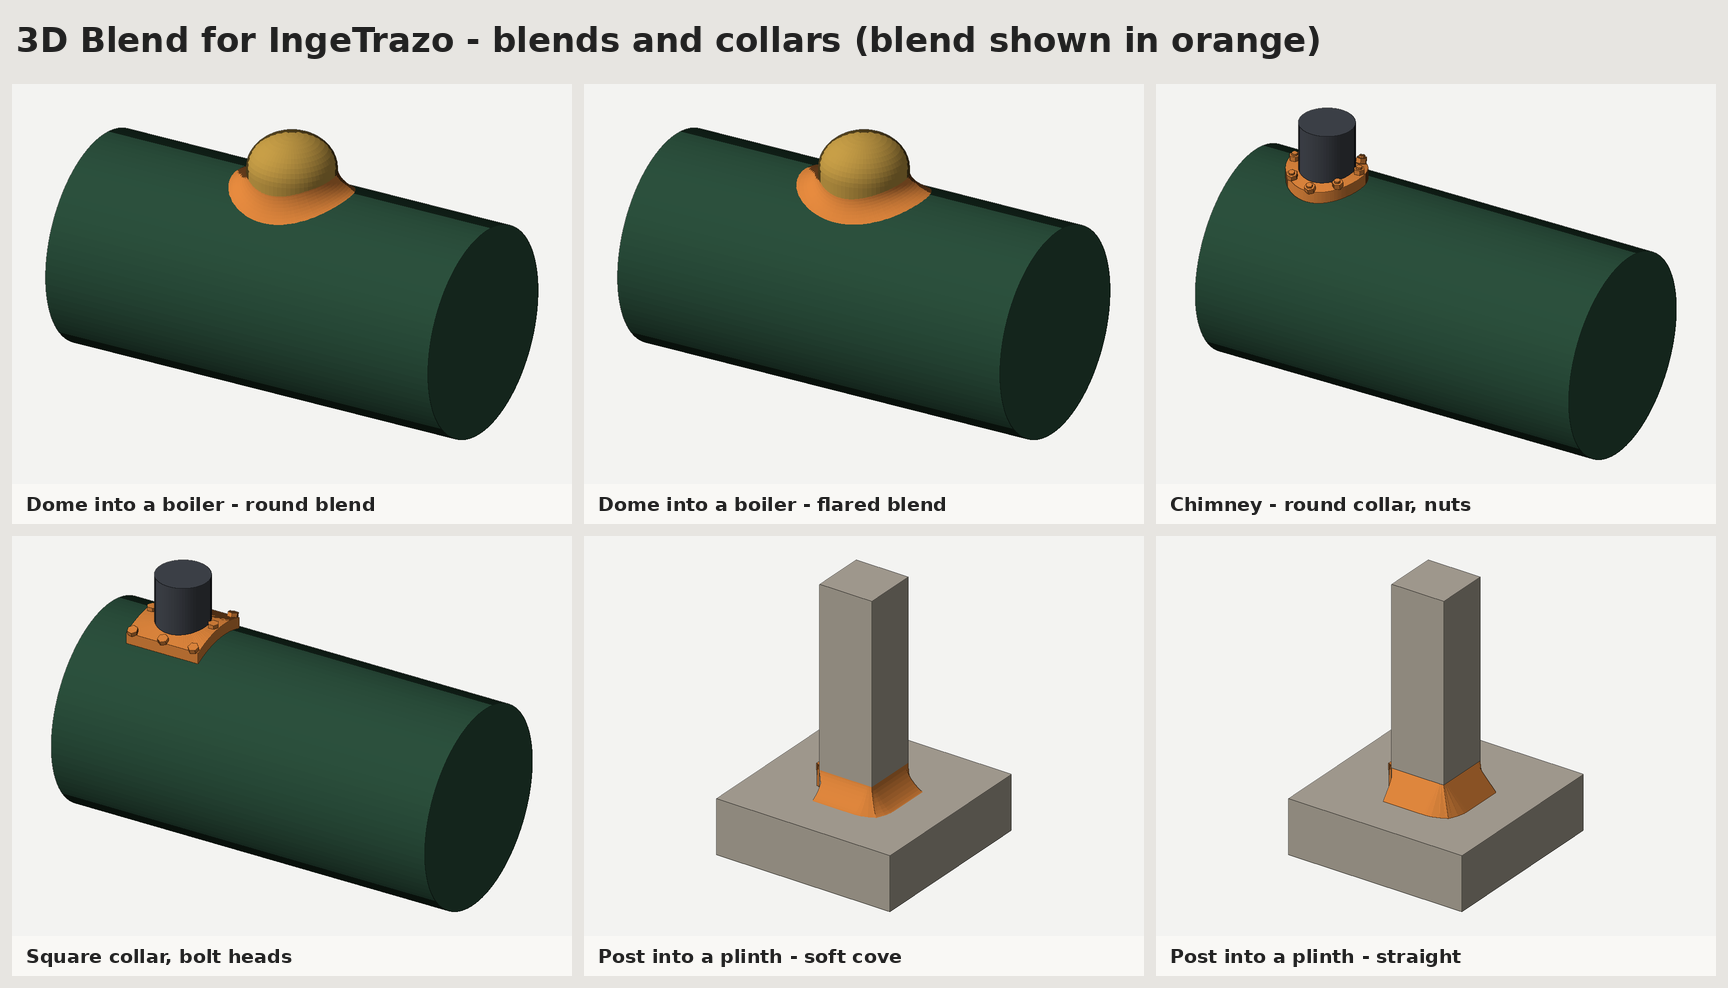 3D Blend for IngeTrazo - blends and collars (blend shown in orange)
Dome into a boiler - round blend
Dome into a boiler - flared blend
Chimney - round collar, nuts
Square collar, bolt heads
Post into a plinth - soft cove
Post into a plinth - straight